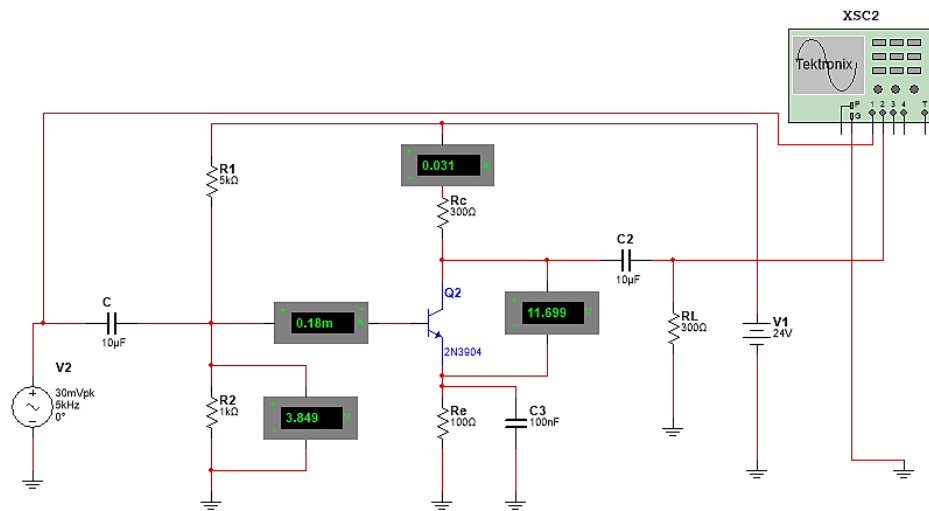 XSC2
Tektronix
P
G
1 2 3 4 T
R1
5kΩ
0.031
A
Rc
300Ω
C2
10µF
C
10µF
0.18m
A
Q2
2N3904
11.699
V
RL
300Ω
V1
24V
V2
30mVpk
5kHz
0°
R2
1kΩ
3.849
V
Re
100Ω
C3
100nF